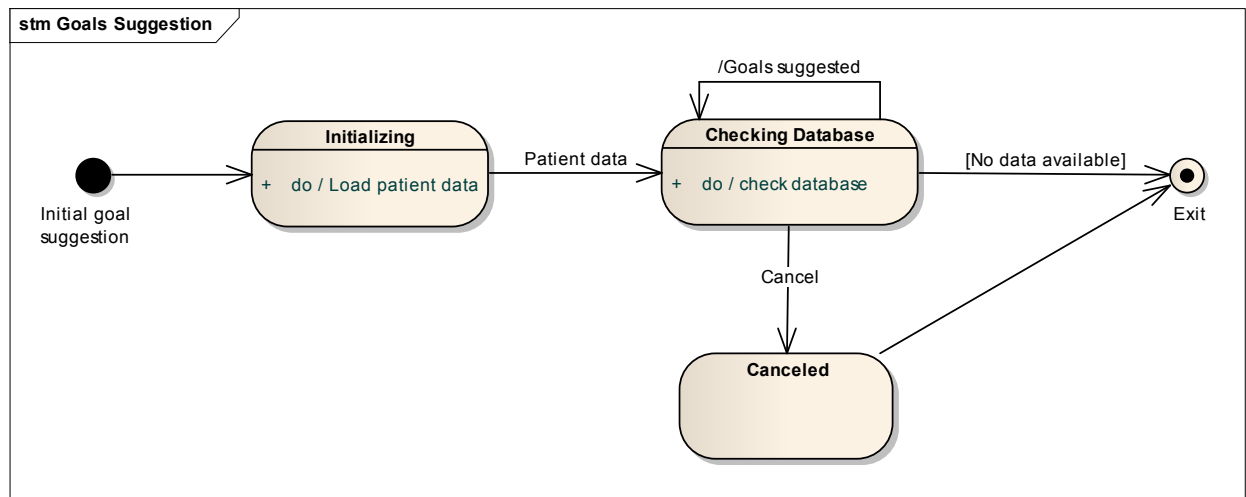 stm Goals Suggestion
/Goals suggested
Initializing
+ do / Load patient data
Patient data
Checking Database
+ do / check database
[No data available]
Initial goal
suggestion
Exit
Cancel
Canceled